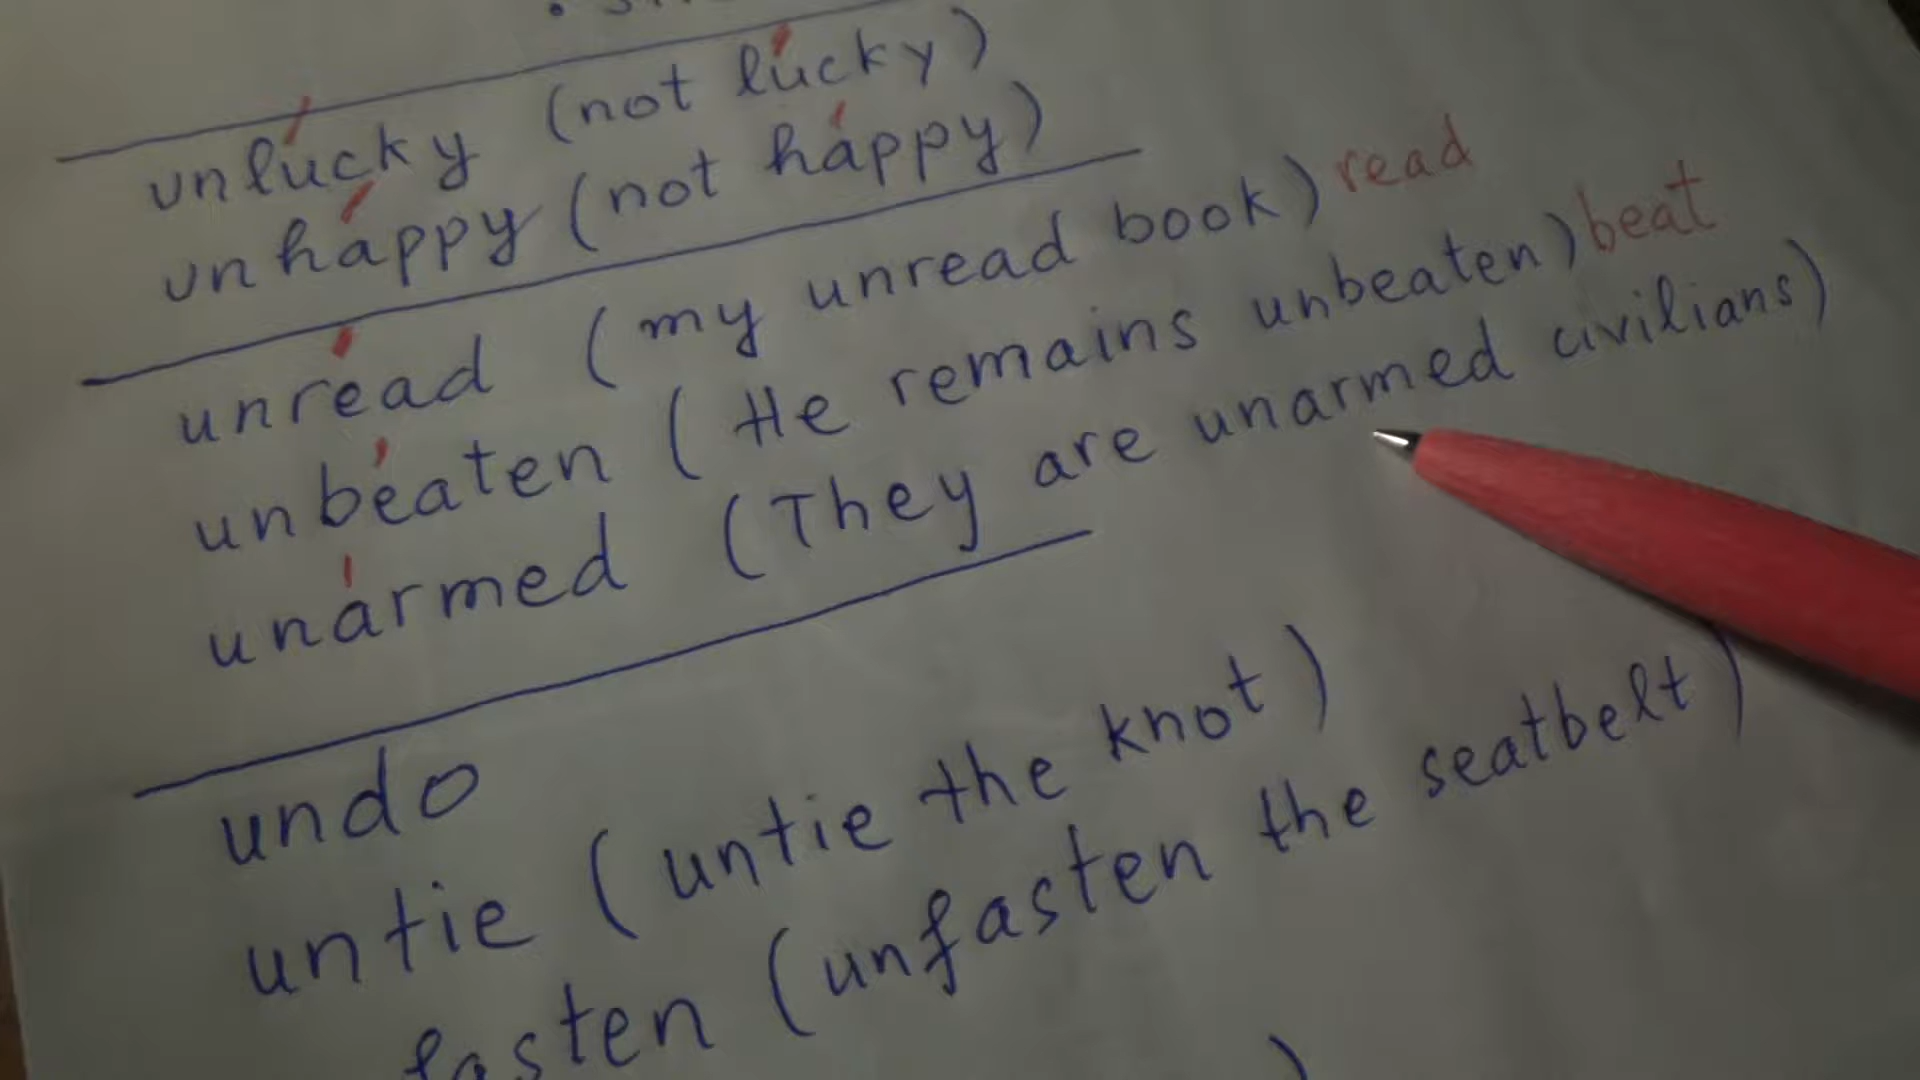 unlucky (not lucky)
unhappy (not happy)
unread (my unread book) read
unbeaten (He remains unbeaten) beat
unarmed (They are unarmed civilians)
undo
untie (untie the knot)
fasten (unfasten the seatbelt)